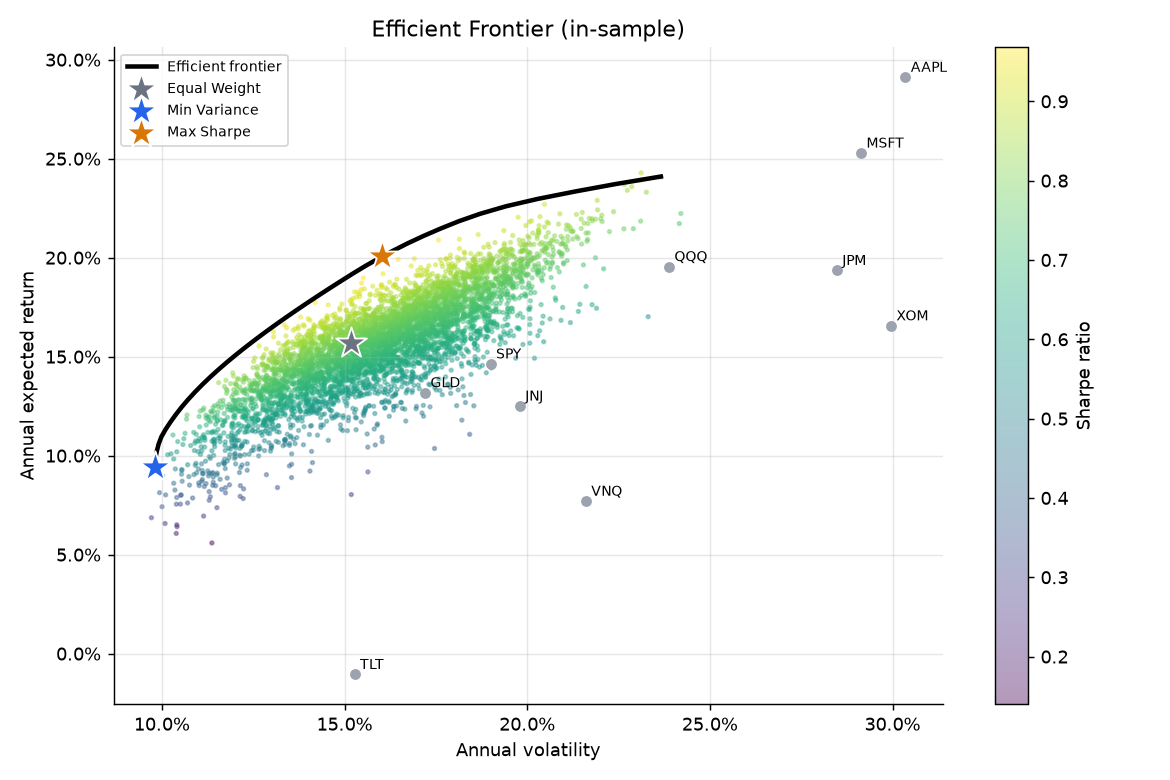 Efficient Frontier (in-sample)
Efficient frontier
Equal Weight
Min Variance
Max Sharpe
30.0%
25.0%
20.0%
15.0%
10.0%
5.0%
0.0%
Annual expected return
AAPL
MSFT
QQQ
JPM
XOM
SPY
GLD
JNJ
VNQ
TLT
10.0%
15.0%
20.0%
25.0%
30.0%
Annual volatility
0.9
0.8
0.7
0.6
0.5
0.4
0.3
0.2
Sharpe ratio